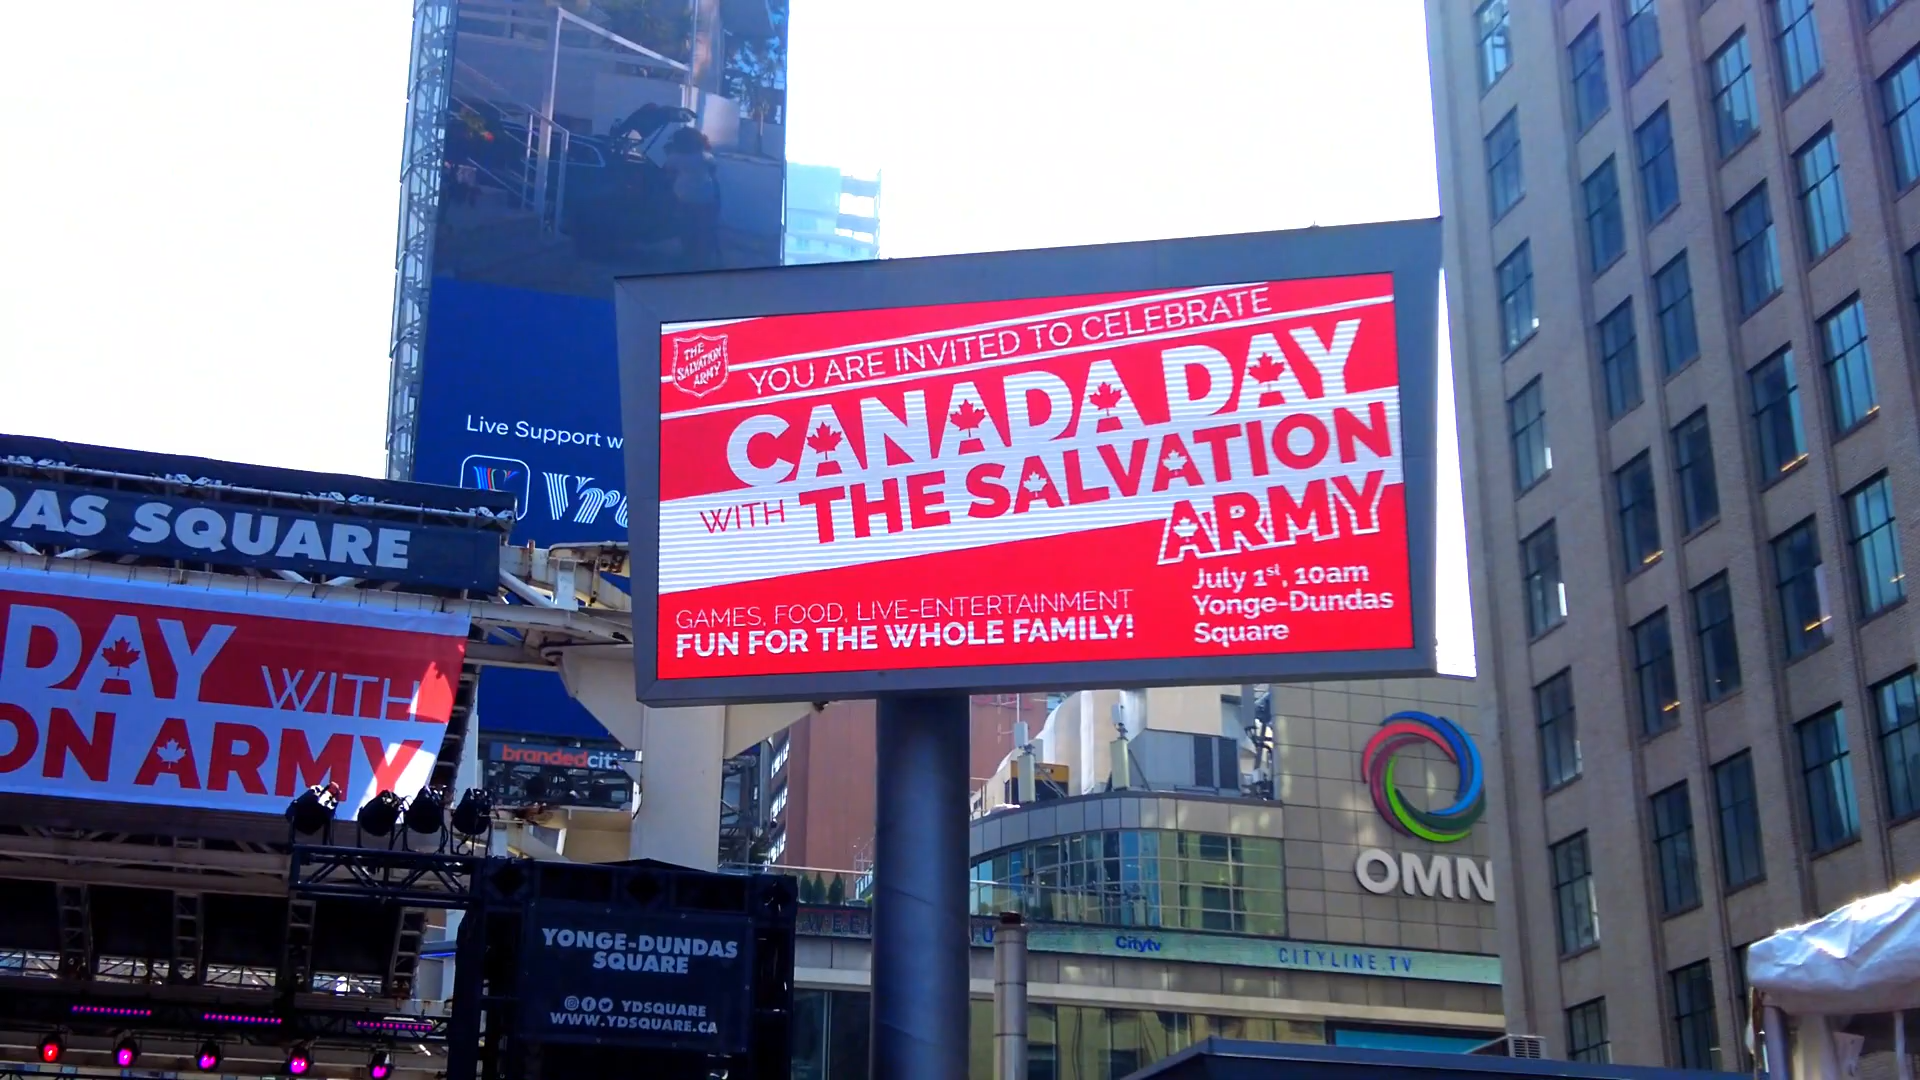 THE
SALVATION
ARMY
YOU ARE INVITED TO CELEBRATE
CANADA DAY
WITH THE SALVATION
ARMY
GAMES, FOOD, LIVE-ENTERTAINMENT
FUN FOR THE WHOLE FAMILY!
July 1st, 10am
Yonge-Dundas
Square
Live Support w
DAS SQUARE
DAY WITH
ON ARMY
brandedcit
YONGE-DUNDAS
SQUARE
YDSQUARE
WWW.YDSQUARE.CA
OMN
Citytv
CITYLINE.TV